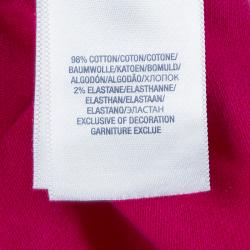 98% COTTON/COTON/COTONE/
BAUMWOLLE/KATOEN/BOMULD/
ALGODÓN/ALGODÃO/ХЛОПОК
2% ELASTANE/ELASTHANNE/
ELASTHAN/ELASTAAN/
ELASTANO/ЭЛАСТАН
EXCLUSIVE OF DECORATION
GARNITURE EXCLUE